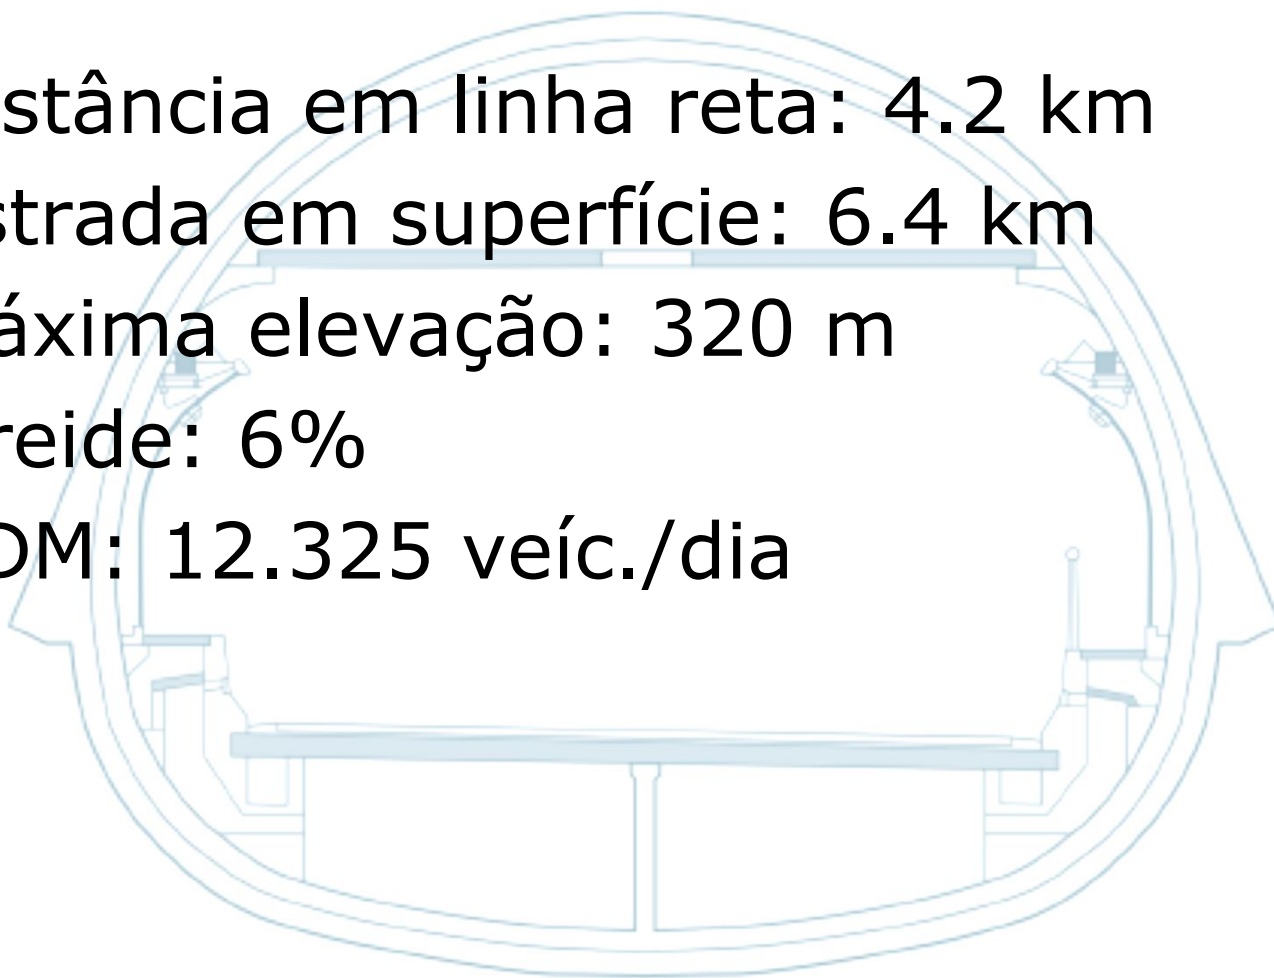 stância em linha reta: 4.2 km
strada em superfície: 6.4 km
áxima elevação: 320 m
reide: 6%
DM: 12.325 veíc./dia